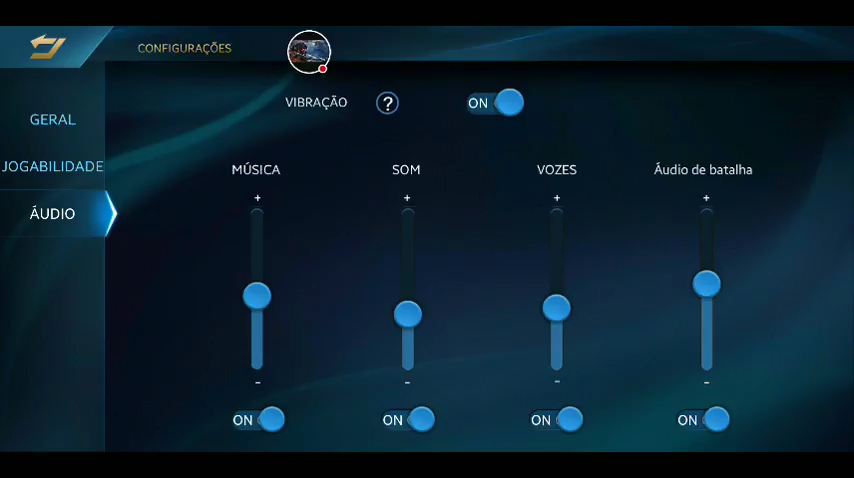 CONFIGURAÇÕES
VIBRAÇÃO ? ON
GERAL
JOGABILIDADE
ÁUDIO
MÚSICA SOM VOZES Áudio de batalha
+ + + +
- - - -
ON ON ON ON